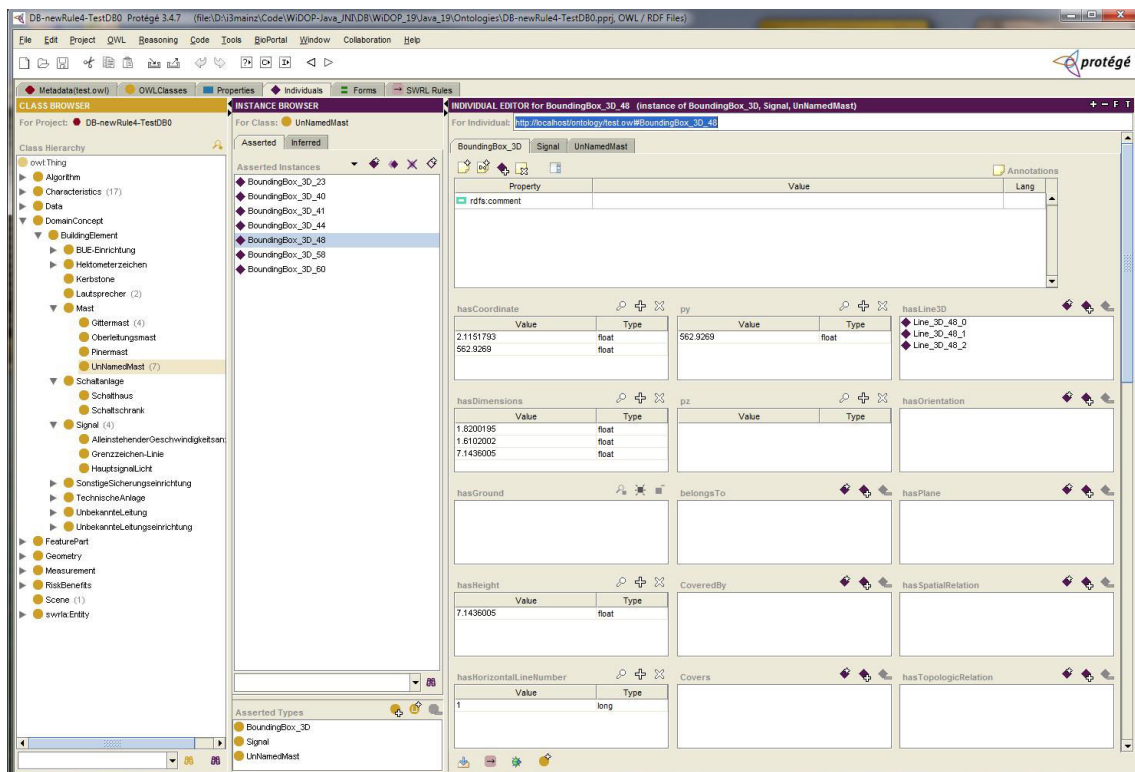 DB-newRule4-TestDB0 Protégé 3.4.7 (file:\D:\i3mainz\Code\WiDOP-Java_JNI\DB\WiDOP_19\Java_19\Ontologies\DB-newRule4-TestDB0.pprj, OWL / RDF Files)
File Edit Project OWL Reasoning Code Tools BioPortal Window Collaboration Help
protégé
Metadata(test.owl) OWLClasses Properties Individuals Forms SWRL Rules
CLASS BROWSER
For Project: DB-newRule4-TestDB0
Class Hierarchy
owl:Thing
Algorithm
Characteristics (17)
Data
DomainConcept
BuildingElement
BUE-Einrichtung
Hektometerzeichen
Kerbstone
Lautsprecher (2)
Mast
Gittermast (4)
Oberleitungsmast
Pinermast
UnNamedMast (7)
Schaltanlage
Schalthaus
Schaltschrank
Signal (4)
AlleinstehenderGeschwindigkeitsan
Grenzzeichen-Linie
HauptsignalLicht
SonstigeSicherungseinrichtung
TechnischeAnlage
UnbekannteLeitung
UnbekannteLeitungseinrichtung
FeaturePart
Geometry
Measurement
RiskBenefits
Scene (1)
swrla:Entity
INSTANCE BROWSER
For Class: UnNamedMast
Asserted Inferred
Asserted Instances
BoundingBox_3D_23
BoundingBox_3D_40
BoundingBox_3D_41
BoundingBox_3D_44
BoundingBox_3D_48
BoundingBox_3D_58
BoundingBox_3D_60
Asserted Types
BoundingBox_3D
Signal
UnNamedMast
INDIVIDUAL EDITOR for BoundingBox_3D_48 (instance of BoundingBox_3D, Signal, UnNamedMast)
+ - F T
For Individual: http://localhost/ontology/test.owl#BoundingBox_3D_48
BoundingBox_3D Signal UnNamedMast
Annotations
Property Value Lang
rdfs:comment
hasCoordinate py hasLine3D
Value Type Value Type Line_3D_48_0
2.1151793 float 562.9269 float Line_3D_48_1
562.9269 float Line_3D_48_2
hasDimensions pz hasOrientation
Value Type Value Type
1.8200195 float
1.6102002 float
7.1436005 float
hasGround belongsTo hasPlane
hasHeight CoveredBy hasSpatialRelation
Value Type
7.1436005 float
hasHorizontalLineNumber Covers hasTopologicRelation
Value Type
1 long